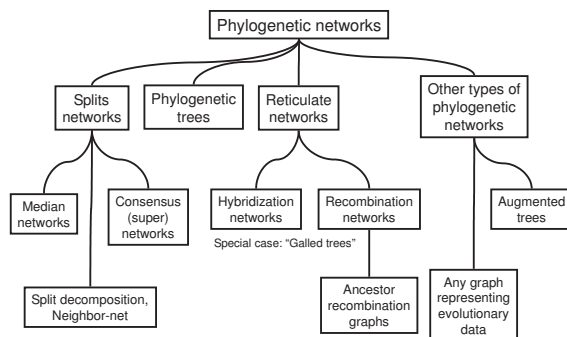 Phylogenetic networks
Splits
networks
Phylogenetic
trees
Reticulate
networks
Other types of
phylogenetic
networks
Median
networks
Consensus
(super)
networks
Hybridization
networks
Recombination
networks
Augmented
trees
Special case: “Galled trees”
Split decomposition,
Neighbor-net
Ancestor
recombination
graphs
Any graph
representing
evolutionary
data